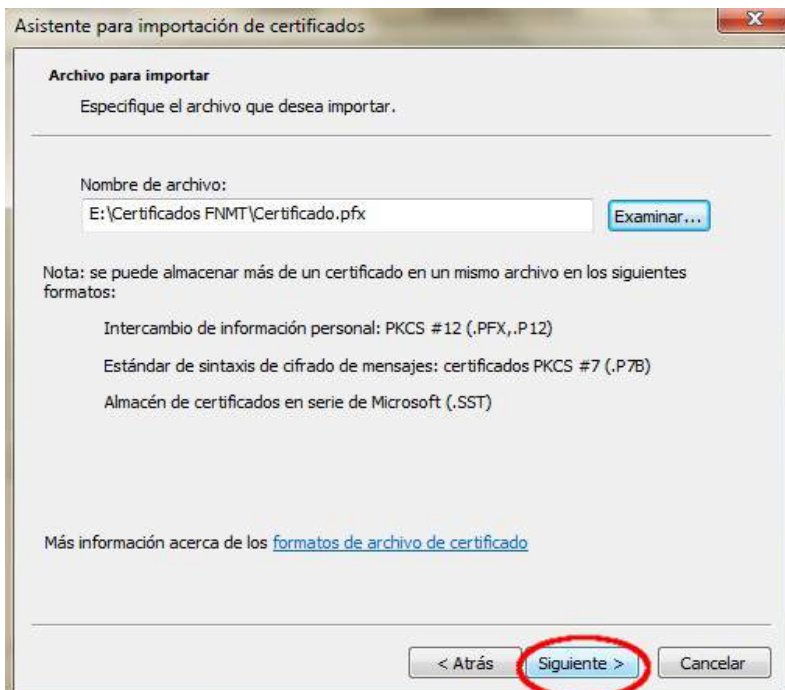 Asistente para importación de certificados
Archivo para importar
Especifique el archivo que desea importar.
Nombre de archivo:
E:\Certificados FNMT\Certificado.pfx
Examinar...
Nota: se puede almacenar más de un certificado en un mismo archivo en los siguientes
formatos:
Intercambio de información personal: PKCS #12 (.PFX,.P12)
Estándar de sintaxis de cifrado de mensajes: certificados PKCS #7 (.P7B)
Almacén de certificados en serie de Microsoft (.SST)
Más información acerca de los formatos de archivo de certificado
< Atrás Siguiente > Cancelar